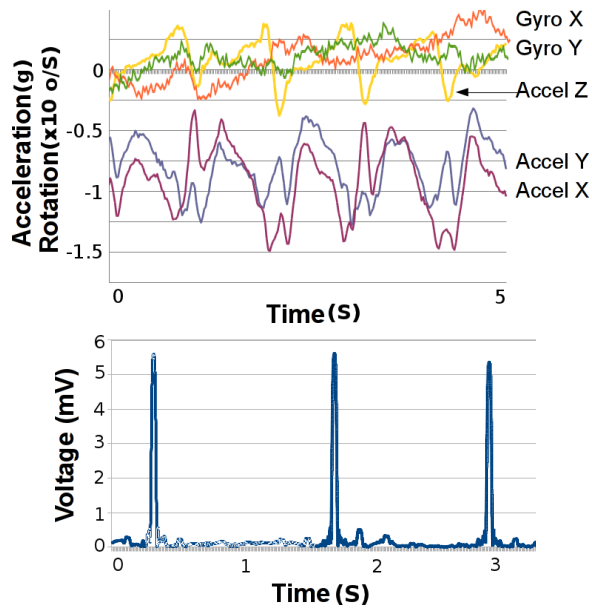 Gyro X
Gyro Y
Accel Z
Accel Y
Accel X
Acceleration(g)
Rotation(x10 o/S)
0
-0.5
-1
-1.5
0
5
Time(S)
6
5
4
3
2
1
0
Voltage (mV)
0
1
2
3
Time (S)